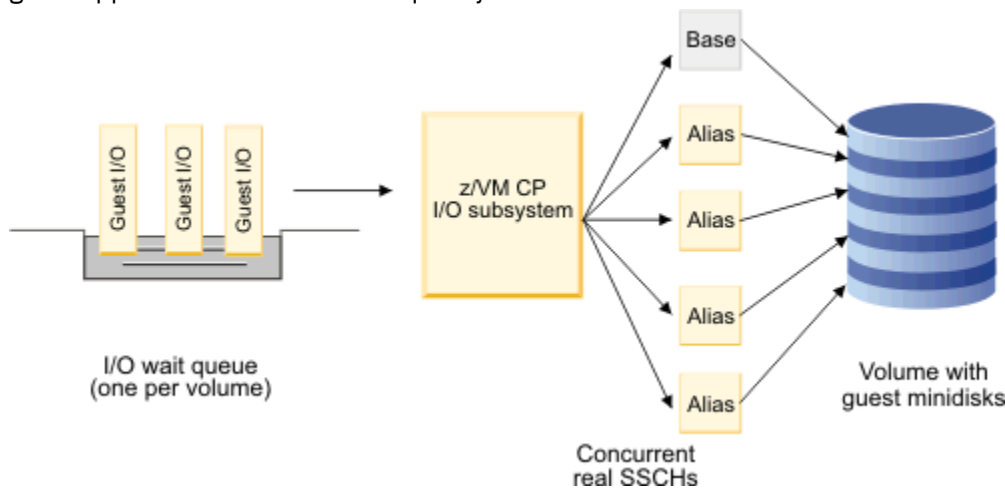 Guest I/O
Guest I/O
Guest I/O
I/O wait queue
(one per volume)
z/VM CP
I/O subsystem
Base
Alias
Alias
Alias
Alias
Concurrent
real SSCHs
Volume with
guest minidisks